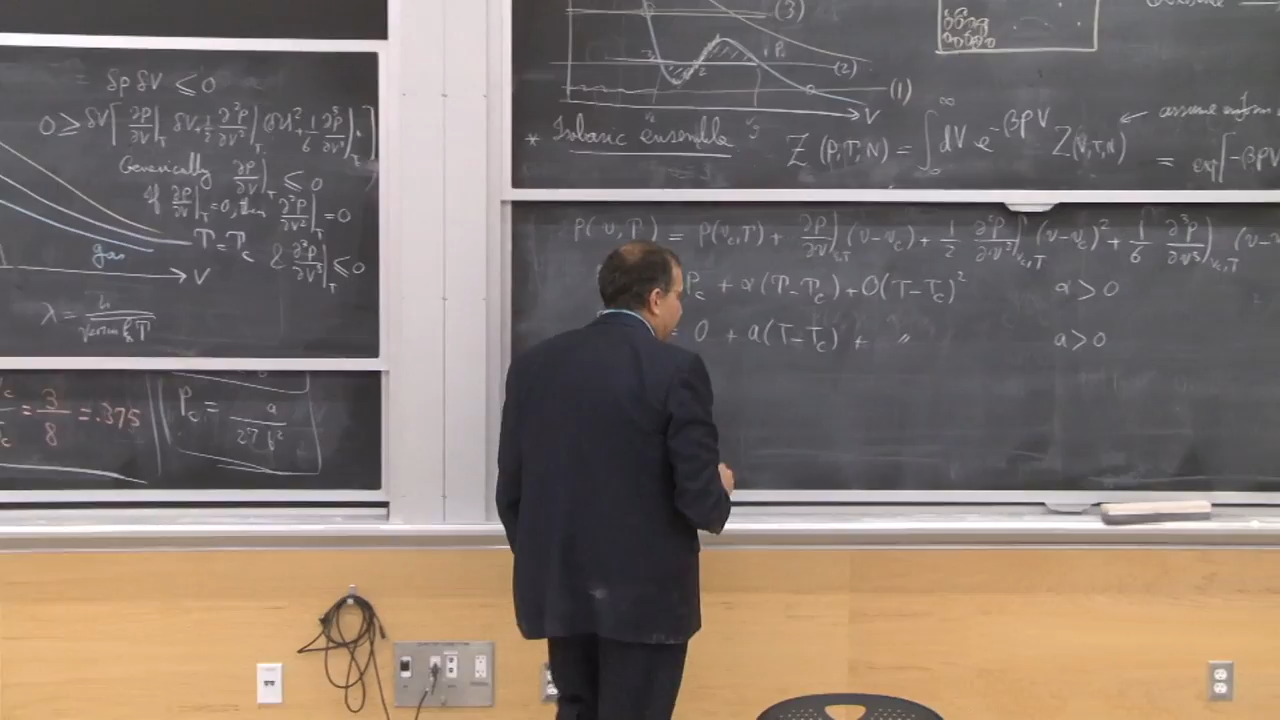 δp δV ⩽ 0
0 ≥ δV[ ∂P/∂V|_T δV + 1/2 ∂²P/∂V²|_T (δV)² + 1/6 ∂³P/∂V³|_T
Generically ∂P/∂V|_T ⩽ 0
if ∂P/∂V|_T = 0, then ∂²P/∂V²|_T = 0
T = T_c & ∂³P/∂V³|_T ⩽ 0
gas
V
λ = h/√(2πmk_BT)
= 3/8 = .375
P_c = a/27b²
(3)
(2)
(1)
V
* Isobaric ensemble
Z (P,T,N) = ∫_0^∞ dV e^{-βPV} Z(V,T,N) ← assume
= exp[-βPV
P(v,T) = P(v_c,T) + ∂P/∂v|_{v_c,T} (v-v_c) + 1/2 ∂²P/∂v²|_{v_c,T} (v-v_c)² + 1/6 ∂³P/∂v³|_{v_c,T} (v-v
P_c + α(T-T_c) + O(T-T_c)² α > 0
0 + a(T-T_c) + 〃 a > 0